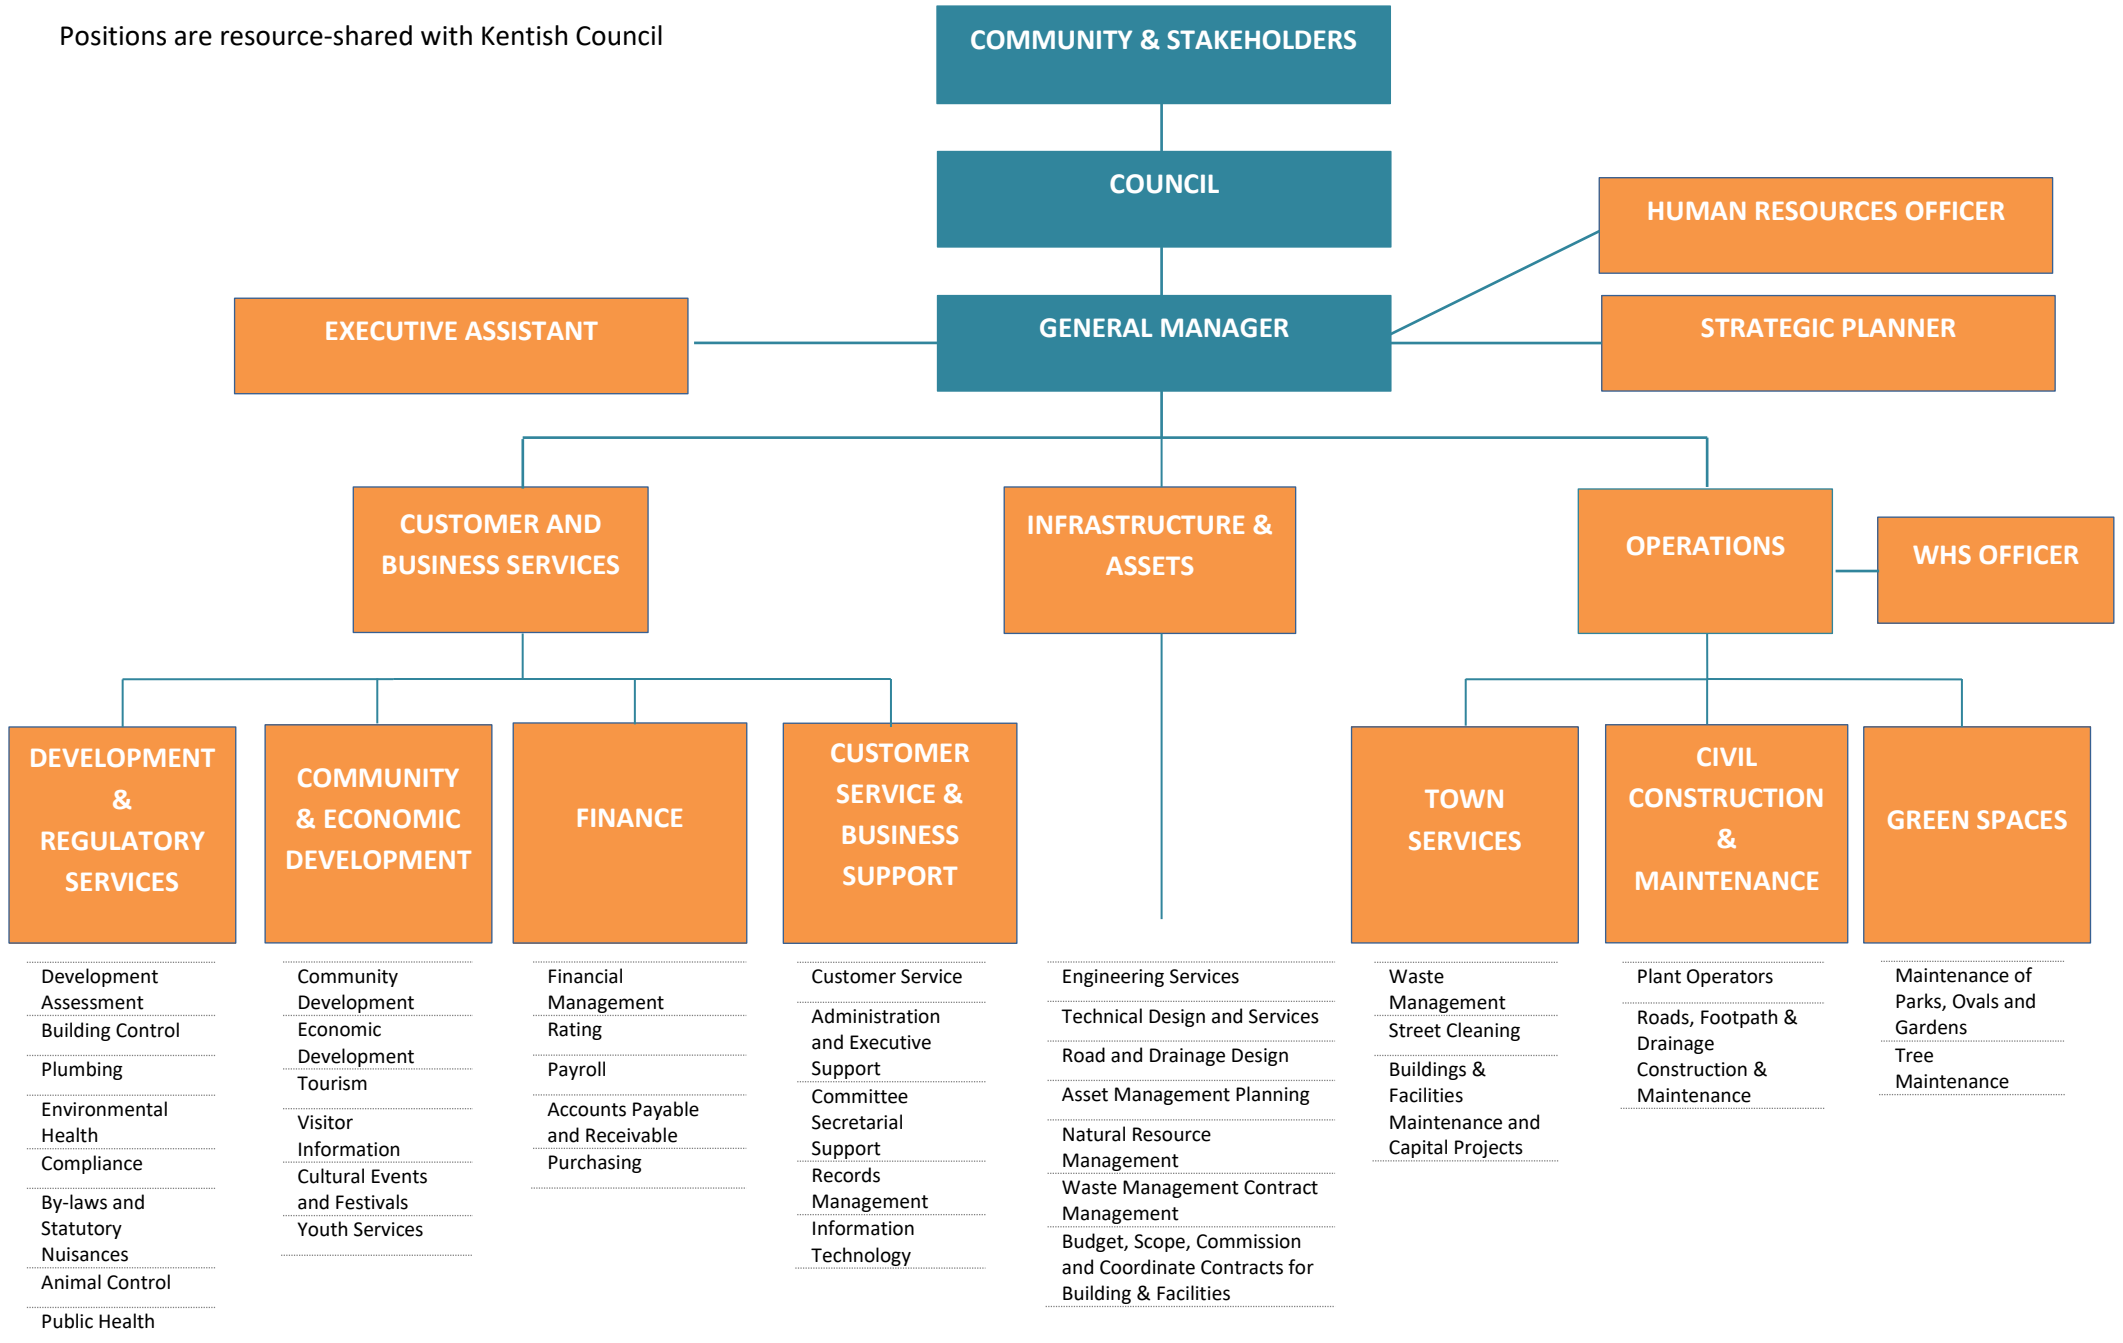 Positions are resource-shared with Kentish Council
COMMUNITY & STAKEHOLDERS
COUNCIL
HUMAN RESOURCES OFFICER
EXECUTIVE ASSISTANT
GENERAL MANAGER
STRATEGIC PLANNER
CUSTOMER AND
BUSINESS SERVICES
INFRASTRUCTURE &
ASSETS
OPERATIONS
WHS OFFICER
DEVELOPMENT
&
REGULATORY
SERVICES
COMMUNITY
& ECONOMIC
DEVELOPMENT
FINANCE
CUSTOMER
SERVICE &
BUSINESS
SUPPORT
TOWN
SERVICES
CIVIL
CONSTRUCTION
&
MAINTENANCE
GREEN SPACES
Development
Assessment
Building Control
Plumbing
Environmental
Health
Compliance
By-laws and
Statutory
Nuisances
Animal Control
Public Health
Community
Development
Economic
Development
Tourism
Visitor
Information
Cultural Events
and Festivals
Youth Services
Financial
Management
Rating
Payroll
Accounts Payable
and Receivable
Purchasing
Customer Service
Administration
and Executive
Support
Committee
Secretarial
Support
Records
Management
Information
Technology
Engineering Services
Technical Design and Services
Road and Drainage Design
Asset Management Planning
Natural Resource
Management
Waste Management Contract
Management
Budget, Scope, Commission
and Coordinate Contracts for
Building & Facilities
Waste
Management
Street Cleaning
Buildings &
Facilities
Maintenance and
Capital Projects
Plant Operators
Roads, Footpath &
Drainage
Construction &
Maintenance
Maintenance of
Parks, Ovals and
Gardens
Tree
Maintenance